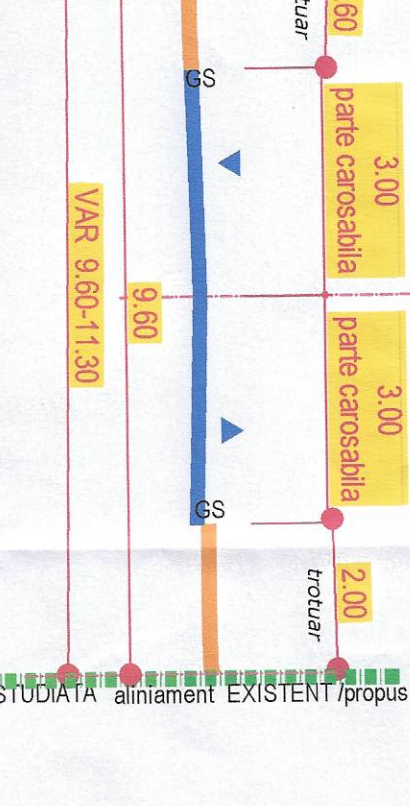 .60
tuar
GS
3.00
parte carosabila
3.00
parte carosabila
9.60
VAR 9.60-11.30
GS
2.00
trotuar
STUDIATA aliniament EXISTENT /propus